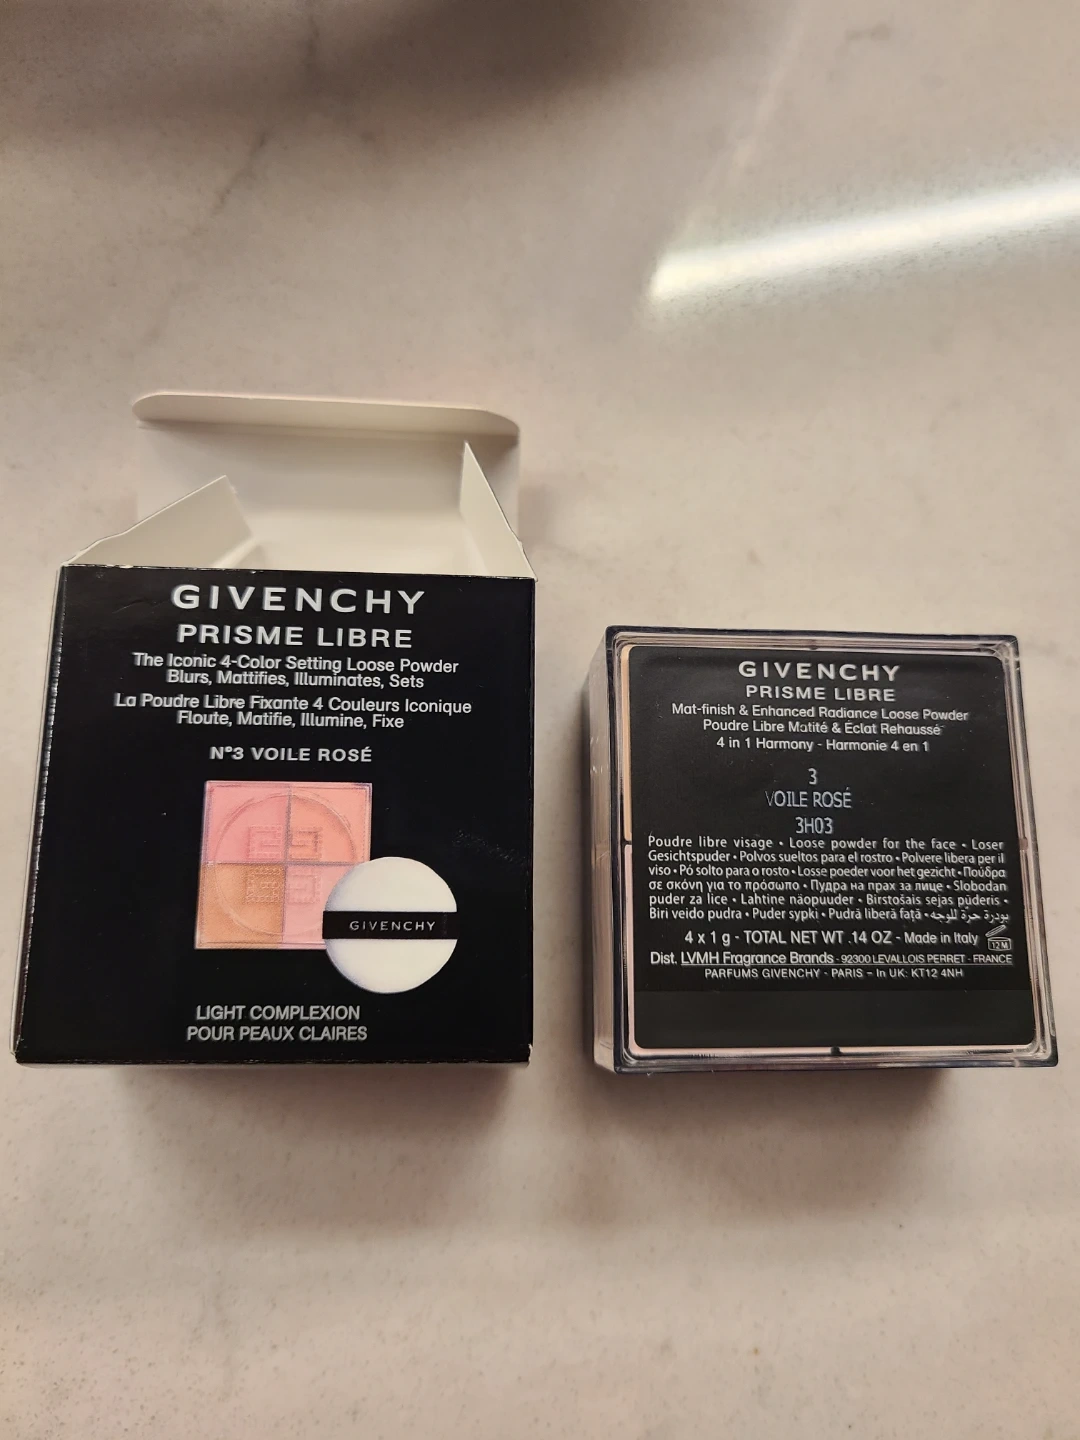 GIVENCHY
PRISME LIBRE
The Iconic 4-Color Setting Loose Powder
Blurs, Mattifies, Illuminates, Sets
La Poudre Libre Fixante 4 Couleurs Iconique
Floute, Matifie, Illumine, Fixe
N°3 VOILE ROSÉ
GIVENCHY
LIGHT COMPLEXION
POUR PEAUX CLAIRES
GIVENCHY
PRISME LIBRE
Mat-finish & Enhanced Radiance Loose Powder
Poudre Libre Matité & Éclat Rehaussé
4 in 1 Harmony - Harmonie 4 en 1
3
VOILE ROSÉ
3H03
Poudre libre visage • Loose powder for the face • Loser
Gesichtspuder • Polvos sueltos para el rostro • Polvere libera per il
viso • Pó solto para o rosto • Losse poeder voor het gezicht • Πούδρα
σε σκόνη για το πρόσωπο • Пудра на прах за лице • Slobodan
puder za lice • Lahtine näopuuder • Birstošais sejas pūderis •
Biri veido pudra • Puder sypki • Pudră liberă față • بودرة حرة للوجه
4 x 1 g - TOTAL NET WT .14 OZ - Made in Italy 12M
Dist. LVMH Fragrance Brands - 92300 LEVALLOIS PERRET - FRANCE
PARFUMS GIVENCHY - PARIS – In UK: KT12 4NH